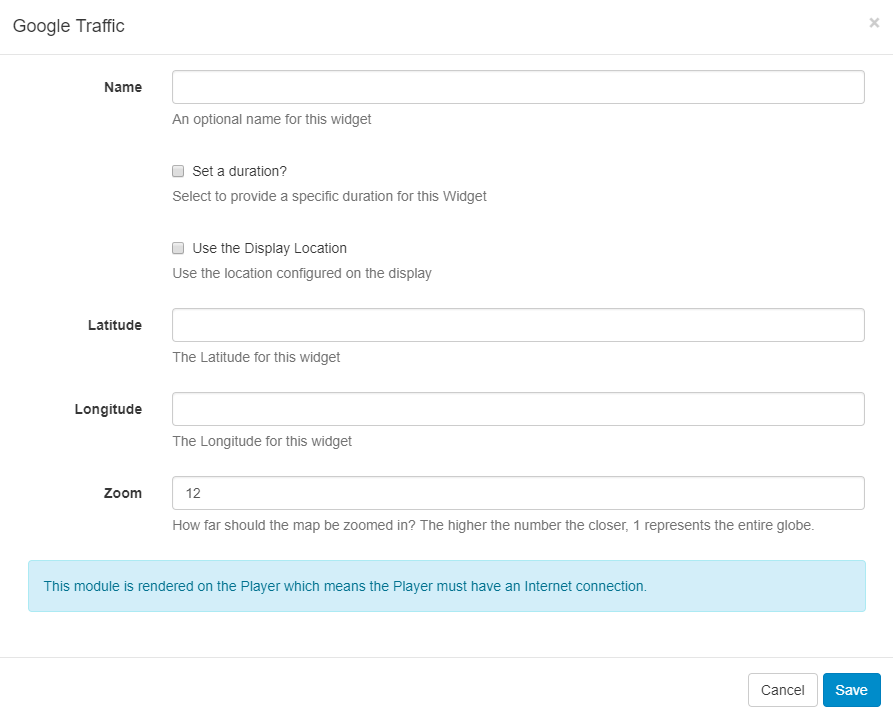 Google Traffic
×
Name
An optional name for this widget
Set a duration?
Select to provide a specific duration for this Widget
Use the Display Location
Use the location configured on the display
Latitude
The Latitude for this widget
Longitude
The Longitude for this widget
Zoom 12
How far should the map be zoomed in? The higher the number the closer, 1 represents the entire globe.
This module is rendered on the Player which means the Player must have an Internet connection.
Cancel Save